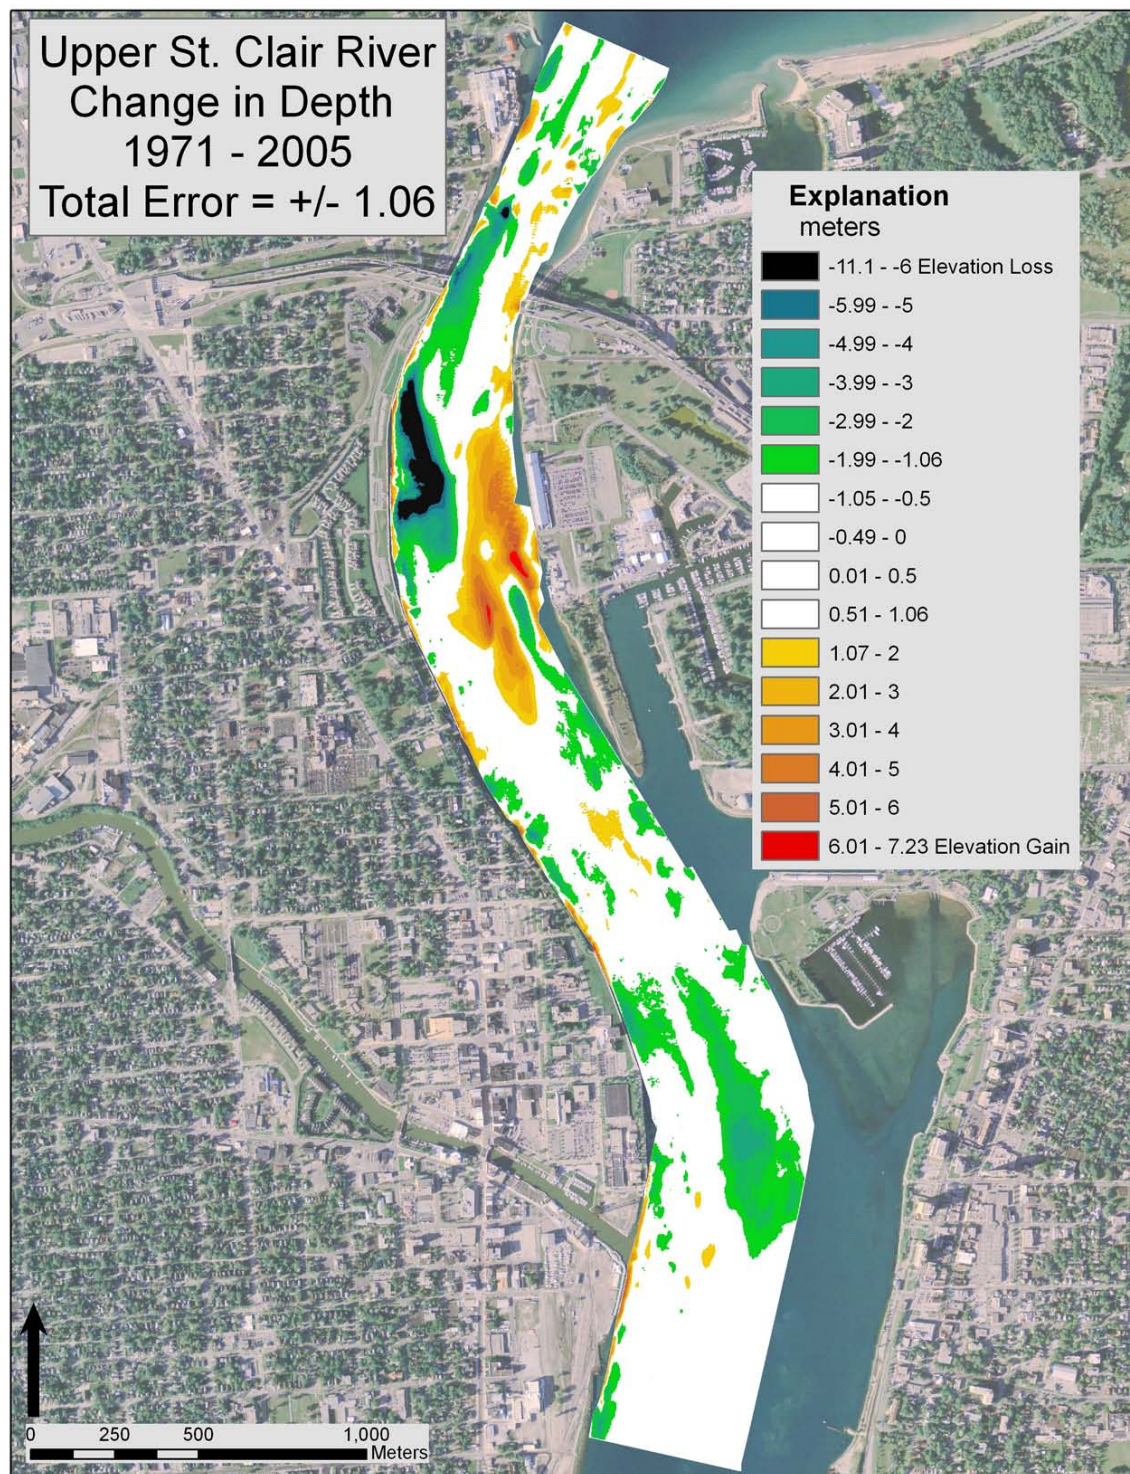 Upper St. Clair River
Change in Depth
1971 - 2005
Total Error = +/- 1.06
Explanation
meters
-11.1 - -6 Elevation Loss
-5.99 - -5
-4.99 - -4
-3.99 - -3
-2.99 - -2
-1.99 - -1.06
-1.05 - -0.5
-0.49 - 0
0.01 - 0.5
0.51 - 1.06
1.07 - 2
2.01 - 3
3.01 - 4
4.01 - 5
5.01 - 6
6.01 - 7.23 Elevation Gain
0 250 500 1,000
Meters